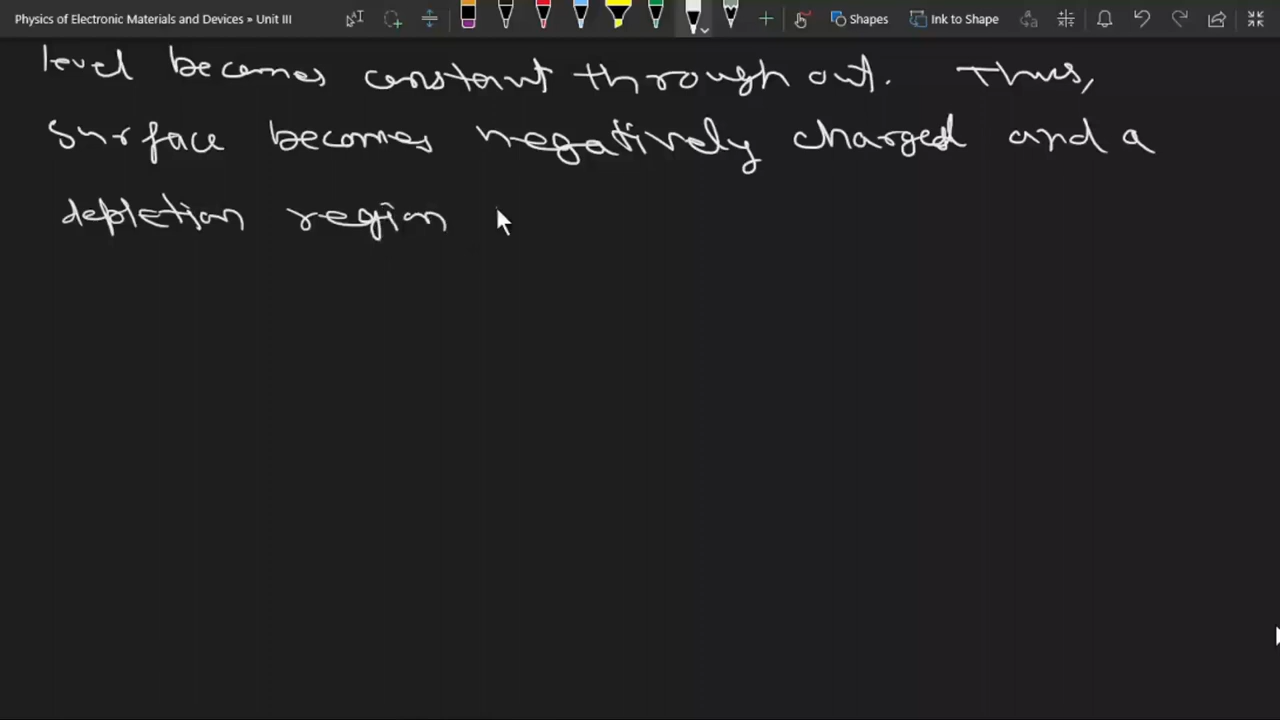 Physics of Electronic Materials and Devices » Unit III
Shapes
Ink to Shape
level becomes constant through out. Thus,
surface becomes negatively charged and a
depletion region